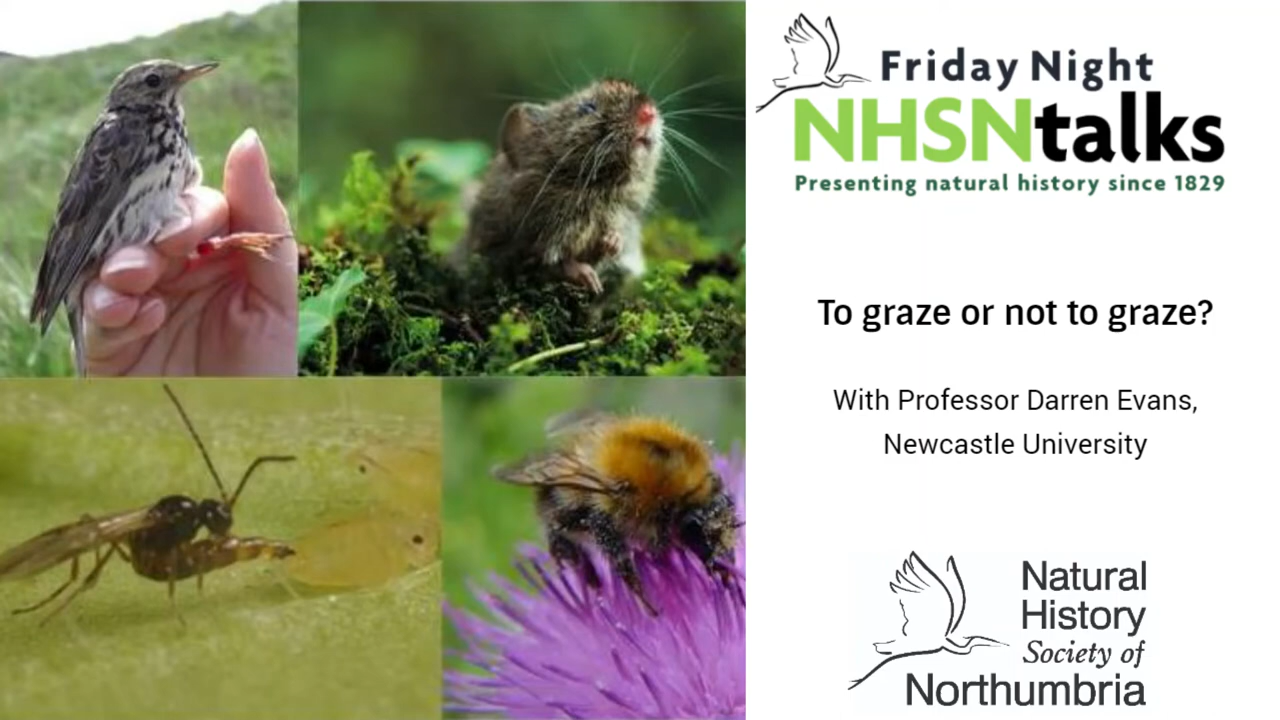 Friday Night
NHSNtalks
Presenting natural history since 1829
To graze or not to graze?
With Professor Darren Evans,
Newcastle University
Natural
History
Society of
Northumbria